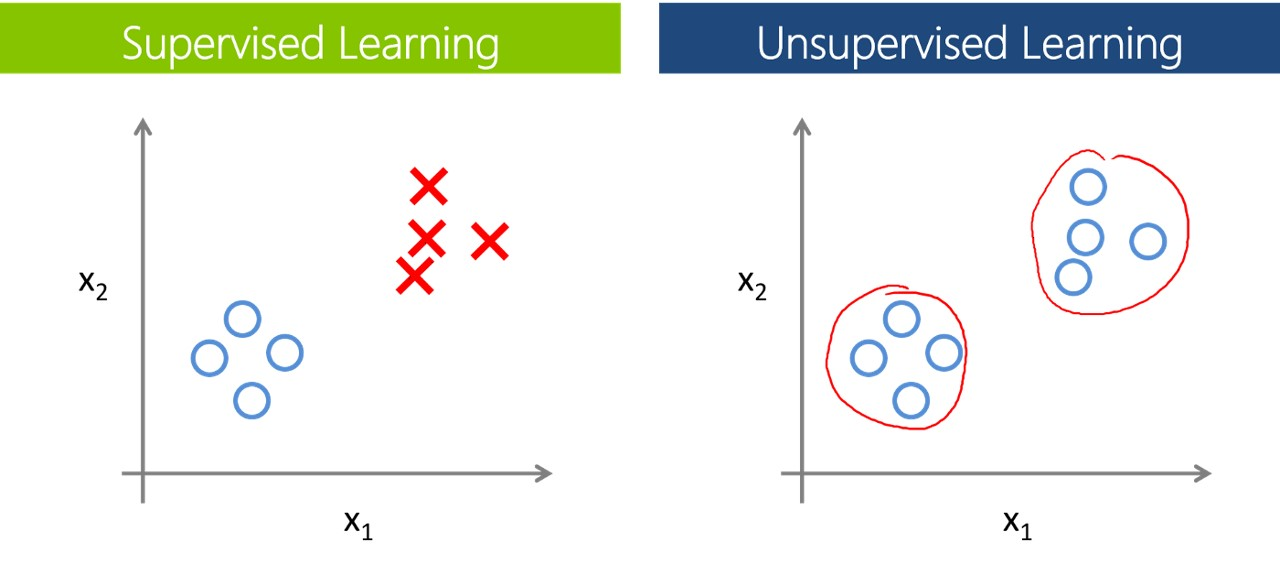 Supervised Learning
Unsupervised Learning
x₂
x₁
x₂
x₁